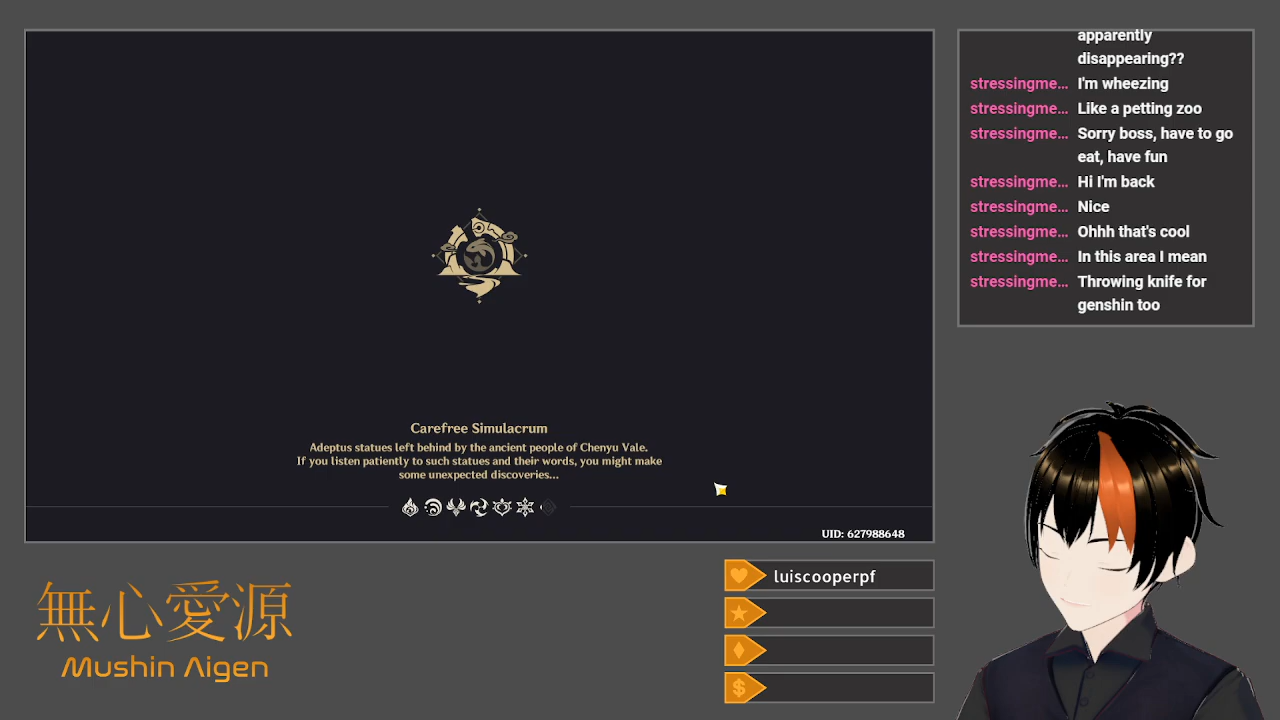 apparently
disappearing??
stressingme... I'm wheezing
stressingme... Like a petting zoo
stressingme... Sorry boss, have to go
eat, have fun
stressingme... Hi I'm back
stressingme... Nice
stressingme... Ohhh that's cool
stressingme... In this area I mean
stressingme... Throwing knife for
genshin too
Carefree Simulacrum
Adeptus statues left behind by the ancient people of Chenyu Vale.
If you listen patiently to such statues and their words, you might make
some unexpected discoveries...
UID: 627988648
luiscooperpf
無心愛源
Mushin Aigen